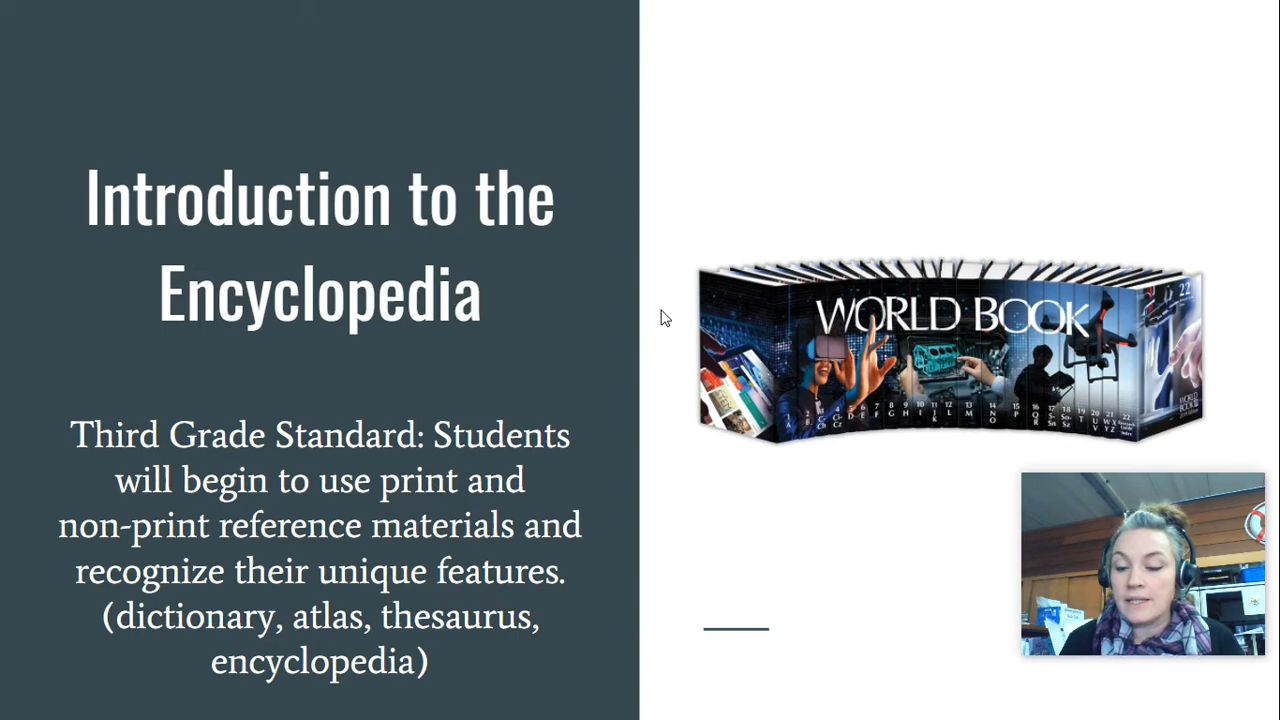 Introduction to the
Encyclopedia
Third Grade Standard: Students
will begin to use print and
non-print reference materials and
recognize their unique features.
(dictionary, atlas, thesaurus,
encyclopedia)
WORLD BOOK
22